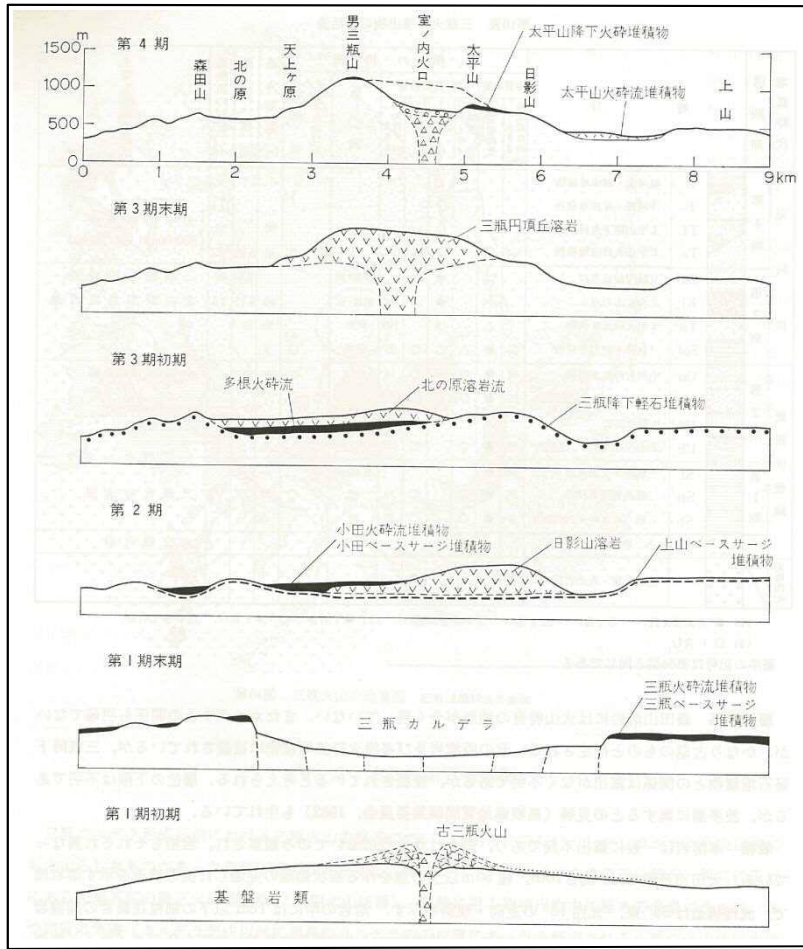 1500m
1000
500
0
第4期
森田山
北の原
天上ヶ原
男三瓶山
室ノ内火口
太平山
日影山
上山
太平山降下火砕堆積物
太平山火砕流堆積物
0 1 2 3 4 5 6 7 8 9km
第3期末期
三瓶円頂丘溶岩
第3期初期
多根火砕流
北の原溶岩流
三瓶降下軽石堆積物
第2期
小田火砕流堆積物
小田ベースサージ堆積物
日影山溶岩
上山ベースサージ
堆積物
第1期末期
三瓶カルデラ
三瓶火砕流堆積物
三瓶ベースサージ
堆積物
第1期初期
古三瓶火山
基盤岩類